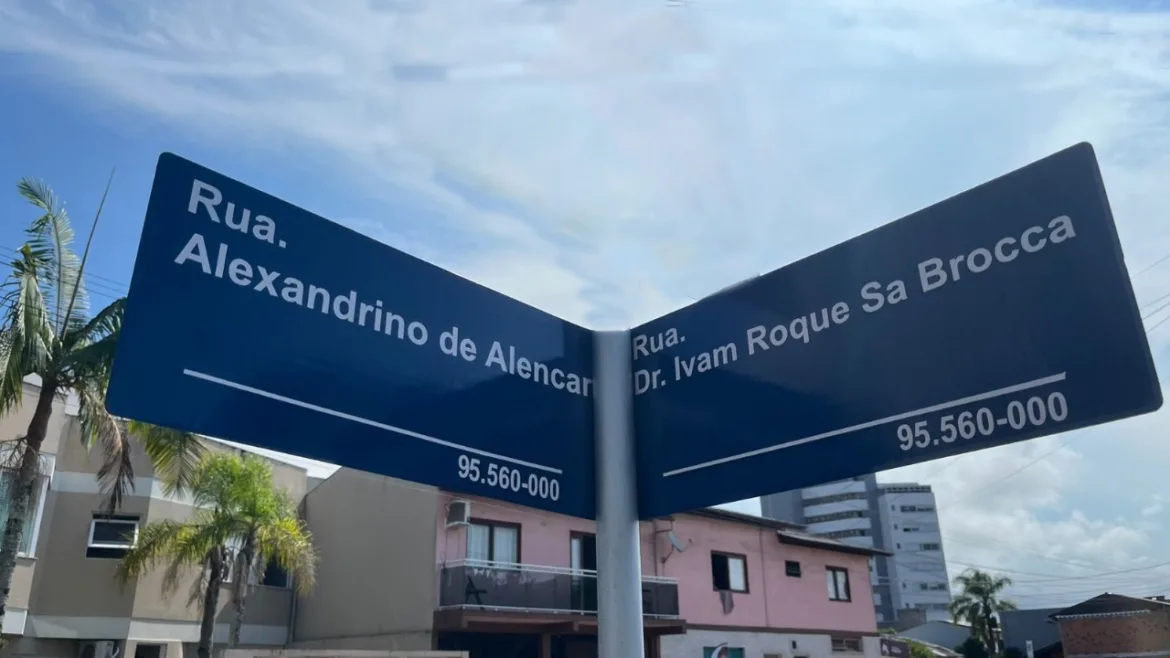 Rua.
Alexandrino de Alencar
95.560-000
Rua.
Dr. Ivam Roque Sa Brocca
95.560-000